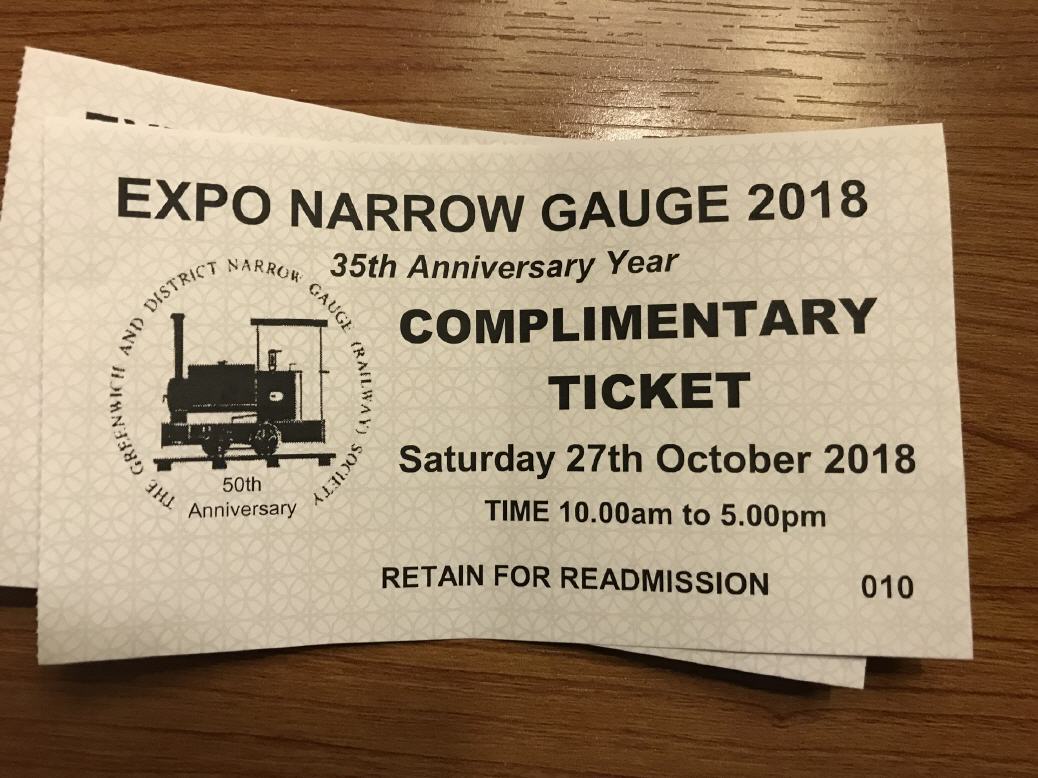 EXPO NARROW GAUGE 2018
35th Anniversary Year
THE GREENWICH AND DISTRICT NARROW GAUGE (RAILWAY) SOCIETY
50th
Anniversary
COMPLIMENTARY
TICKET
Saturday 27th October 2018
TIME 10.00am to 5.00pm
RETAIN FOR READMISSION 010